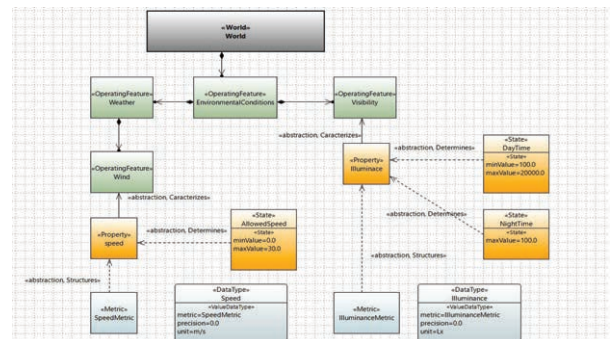 «World»
World
«OperatingFeature»
Weather
«OperatingFeature»
EnvironmentalConditions
«OperatingFeature»
Visibility
«abstraction, Caracterizes»
«abstraction, Determines»
«State»
DayTime
«State»
minValue=100.0
maxValue=20000.0
«OperatingFeature»
Wind
«Property»
Illuminace
«abstraction, Caracterizes»
«abstraction, Determines»
«State»
AllowedSpeed
«State»
minValue=0.0
maxValue=30.0
«State»
NightTime
«State»
maxValue=100.0
«Property»
speed
«abstraction, Determines»
«abstraction, Structures»
«abstraction, Structures»
«Metric»
SpeedMetric
«DataType»
Speed
«ValueDataType»
metric=SpeedMetric
precision=0.0
unit=m/s
«Metric»
IlluminanceMetric
«DataType»
Illuminance
«ValueDataType»
metric=IlluminanceMetric
precision=0.0
unit=Lx